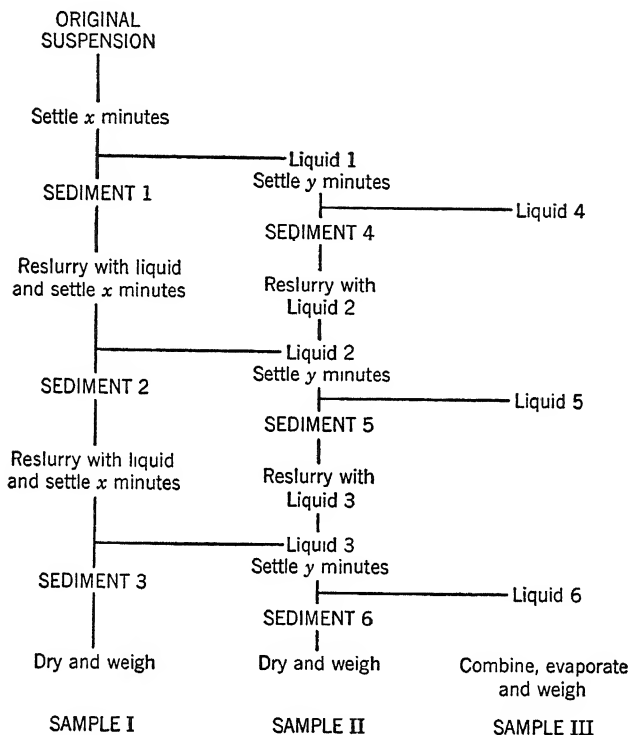 ORIGINAL
SUSPENSION
Settle x minutes
Liquid 1
Settle y minutes
SEDIMENT 1
Liquid 4
SEDIMENT 4
Reslurry with liquid
and settle x minutes
Reslurry with
Liquid 2
Liquid 2
Settle y minutes
SEDIMENT 2
Liquid 5
SEDIMENT 5
Reslurry with liquid
and settle x minutes
Reslurry with
Liquid 3
Liquid 3
Settle y minutes
SEDIMENT 3
Liquid 6
SEDIMENT 6
Dry and weigh
Dry and weigh
Combine, evaporate
and weigh
SAMPLE I
SAMPLE II
SAMPLE III